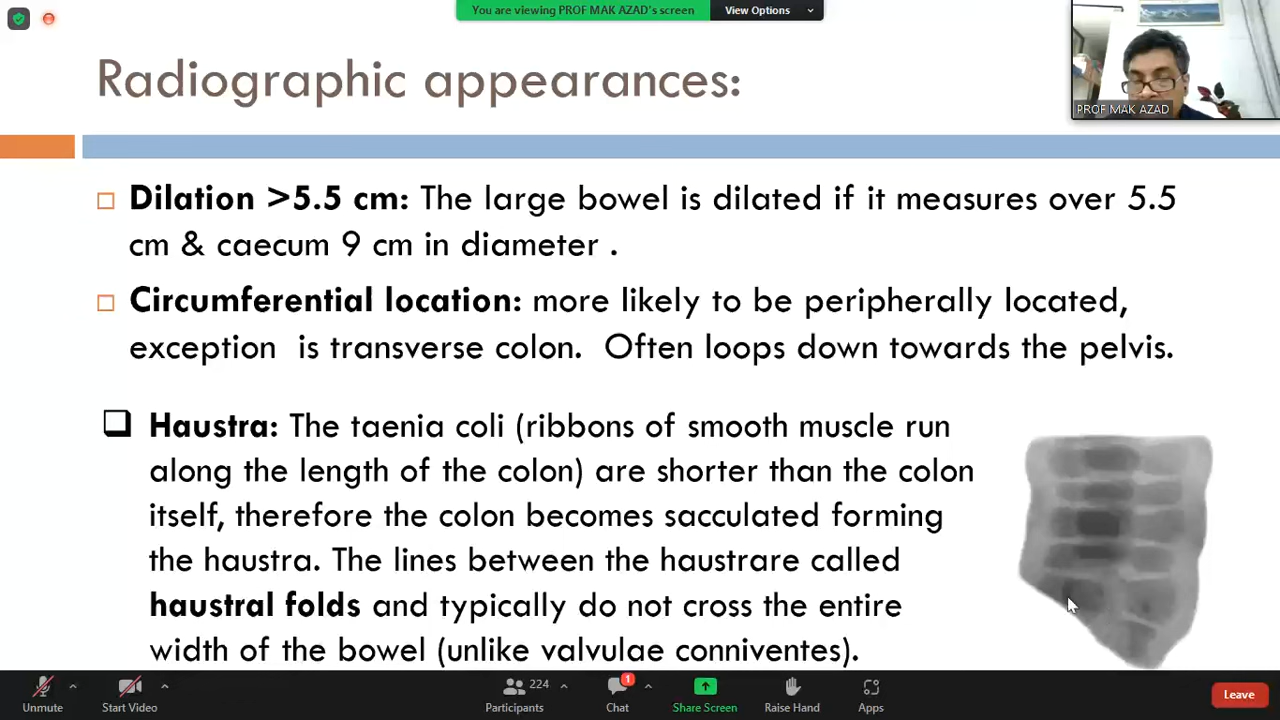 You are viewing PROF MAK AZAD's screen
View Options
Radiographic appearances:
PROF MAK AZAD
Dilation >5.5 cm: The large bowel is dilated if it measures over 5.5
cm & caecum 9 cm in diameter .
Circumferential location: more likely to be peripherally located,
exception is transverse colon. Often loops down towards the pelvis.
Haustra: The taenia coli (ribbons of smooth muscle run
along the length of the colon) are shorter than the colon
itself, therefore the colon becomes sacculated forming
the haustra. The lines between the haustrare called
haustral folds and typically do not cross the entire
width of the bowel (unlike valvulae conniventes).
224
1
Unmute
Start Video
Participants
Chat
Share Screen
Raise Hand
Apps
Leave